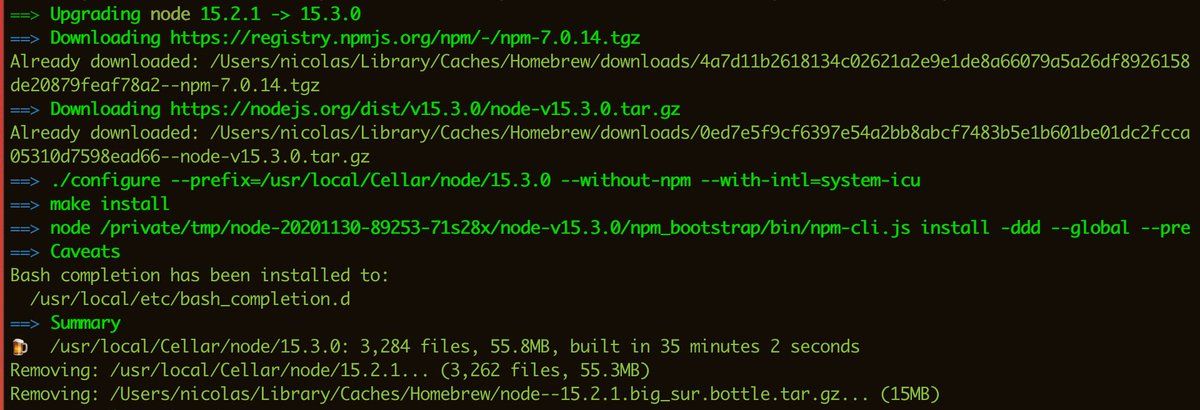 ==> Upgrading node 15.2.1 -> 15.3.0
==> Downloading https://registry.npmjs.org/npm/-/npm-7.0.14.tgz
Already downloaded: /Users/nicolas/Library/Caches/Homebrew/downloads/4a7d11b2618134c02621a2e9e1de8a66079a5a26df8926158
de20879feaf78a2--npm-7.0.14.tgz
==> Downloading https://nodejs.org/dist/v15.3.0/node-v15.3.0.tar.gz
Already downloaded: /Users/nicolas/Library/Caches/Homebrew/downloads/0ed7e5f9cf6397e54a2bb8abcf7483b5e1b601be01dc2fcca
05310d7598ead66--node-v15.3.0.tar.gz
==> ./configure --prefix=/usr/local/Cellar/node/15.3.0 --without-npm --with-intl=system-icu
==> make install
==> node /private/tmp/node-20201130-89253-71s28x/node-v15.3.0/npm_bootstrap/bin/npm-cli.js install -ddd --global --pre
==> Caveats
Bash completion has been installed to:
  /usr/local/etc/bash_completion.d
==> Summary
🍺  /usr/local/Cellar/node/15.3.0: 3,284 files, 55.8MB, built in 35 minutes 2 seconds
Removing: /usr/local/Cellar/node/15.2.1... (3,262 files, 55.3MB)
Removing: /Users/nicolas/Library/Caches/Homebrew/node--15.2.1.big_sur.bottle.tar.gz... (15MB)